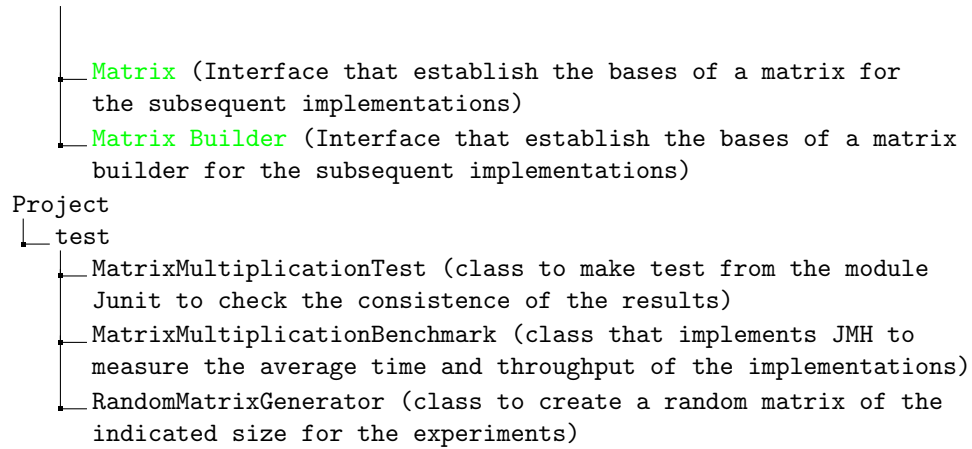 Matrix (Interface that establish the bases of a matrix for
the subsequent implementations)
Matrix Builder (Interface that establish the bases of a matrix
builder for the subsequent implementations)
Project
test
MatrixMultiplicationTest (class to make test from the module
Junit to check the consistence of the results)
MatrixMultiplicationBenchmark (class that implements JMH to
measure the average time and throughput of the implementations)
RandomMatrixGenerator (class to create a random matrix of the
indicated size for the experiments)